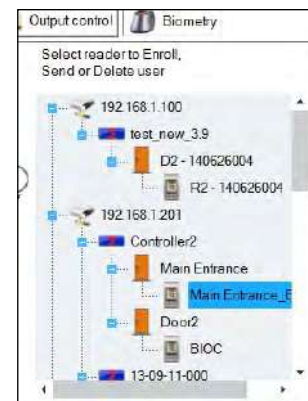 Output control Biometry
Select reader to Enroll,
Send or Delete user
192.168.1.100
test_new_3.9
D2 - 140626004
R2 - 140626004
192.168.1.201
Controller2
Main Entrance
Main Entrance_E
Door2
BIOC
13-09-11-000